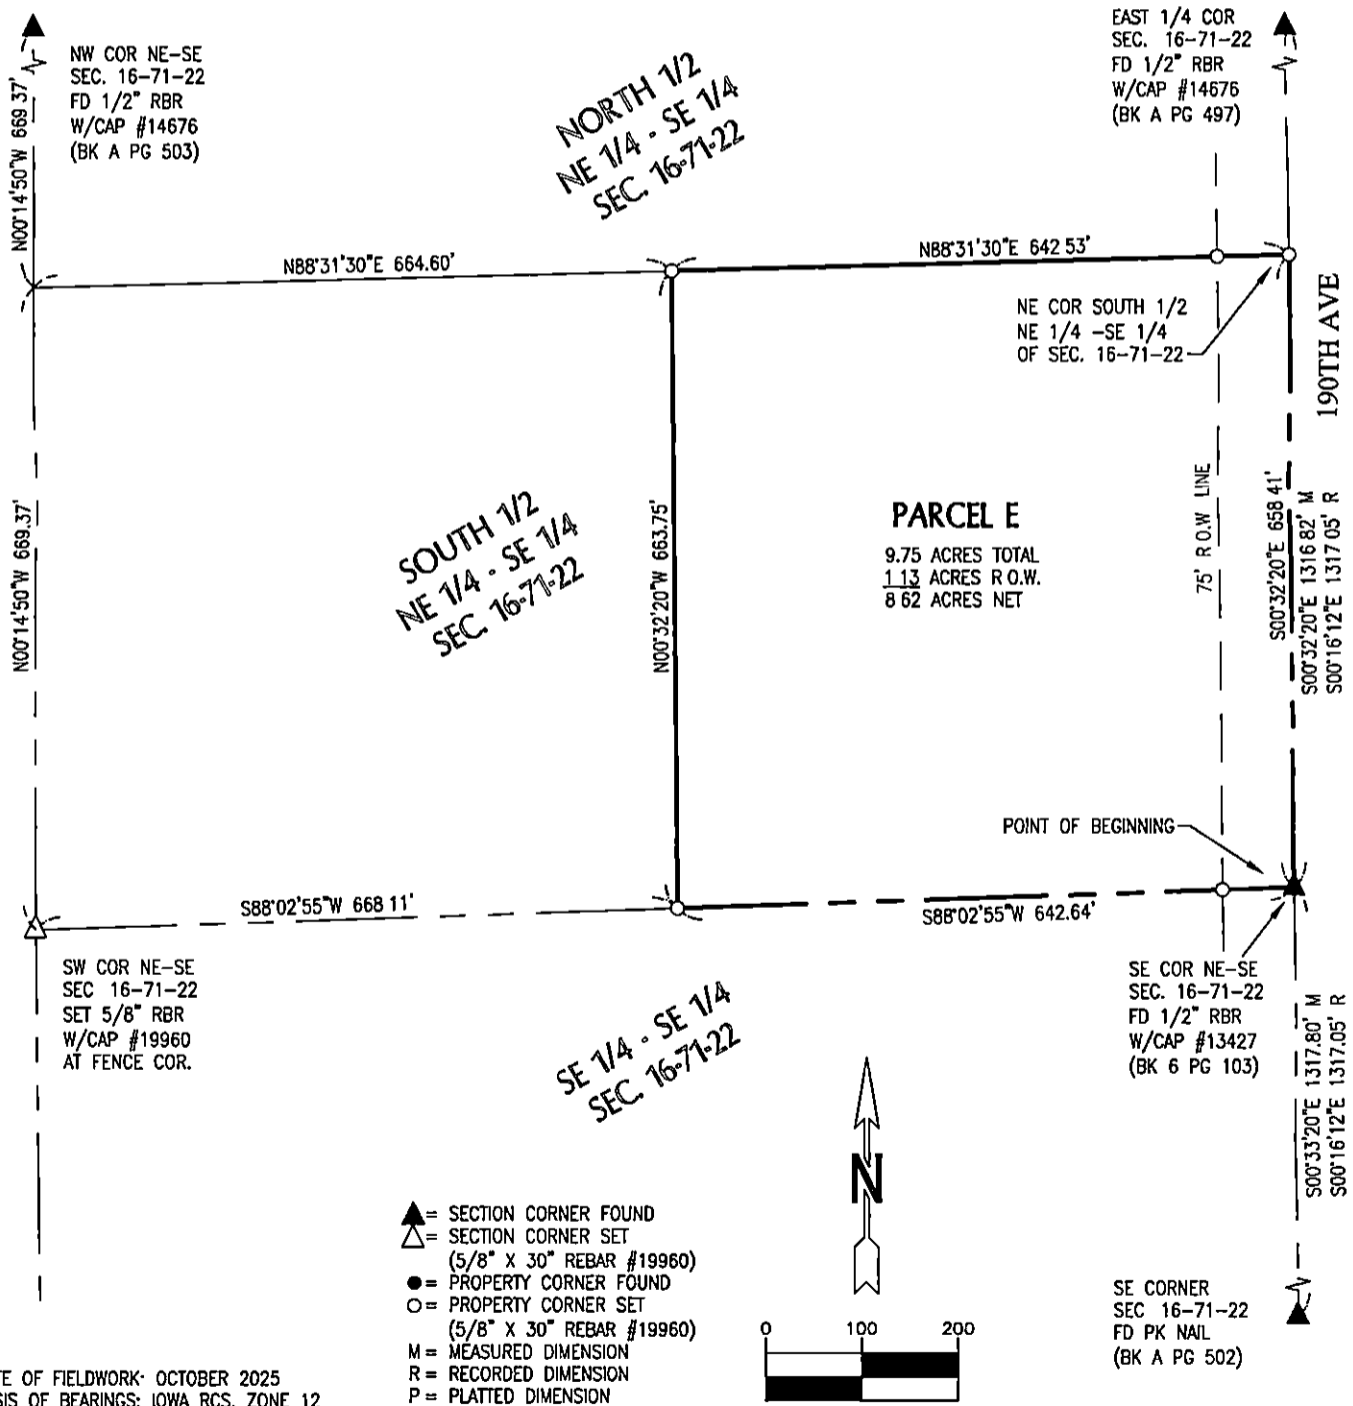 NW COR NE-SE
SEC. 16-71-22
FD 1/2" RBR
W/CAP #14676
(BK A PG 503)
N00°14'50"W 669.37'
NORTH 1/2
NE 1/4 - SE 1/4
SEC. 16-71-22
EAST 1/4 COR
SEC. 16-71-22
FD 1/2" RBR
W/CAP #14676
(BK A PG 497)
N88°31'30"E 664.60'
N88°31'30"E 642 53'
NE COR SOUTH 1/2
NE 1/4 -SE 1/4
OF SEC. 16-71-22
190TH AVE
N00°14'50"W 669.37'
SOUTH 1/2
NE 1/4 - SE 1/4
SEC. 16-71-22
N00°32'20"W 663.75'
PARCEL E
9.75 ACRES TOTAL
1 13 ACRES R O.W.
8 62 ACRES NET
75' R O.W LINE
S00°32'20"E 658 41'
S00°32'20"E 1316 82' M
S00°16'12"E 1317 05' R
POINT OF BEGINNING
S88°02'55"W 668 11'
S88°02'55"W 642.64'
SW COR NE-SE
SEC 16-71-22
SET 5/8" RBR
W/CAP #19960
AT FENCE COR.
SE 1/4 - SE 1/4
SEC. 16-71-22
SE COR NE-SE
SEC. 16-71-22
FD 1/2" RBR
W/CAP #13427
(BK 6 PG 103)
S00°33'20"E 1317.80' M
S00°16'12"E 1317.05' R
N
= SECTION CORNER FOUND
= SECTION CORNER SET
(5/8" X 30" REBAR #19960)
= PROPERTY CORNER FOUND
= PROPERTY CORNER SET
(5/8" X 30" REBAR #19960)
M = MEASURED DIMENSION
R = RECORDED DIMENSION
P = PLATTED DIMENSION
0 100 200
SE CORNER
SEC 16-71-22
FD PK NAIL
(BK A PG 502)
TE OF FIELDWORK· OCTOBER 2025
SIS OF BEARINGS: IOWA RCS, ZONE 12